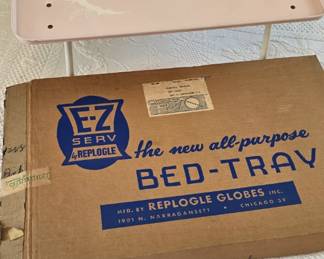 E-Z
SERV
by REPLOGLE
the new all-purpose
BED-TRAY
MFD. BY REPLOGLE GLOBES INC.
1901 N. NARRAGANSETT • CHICAGO 39